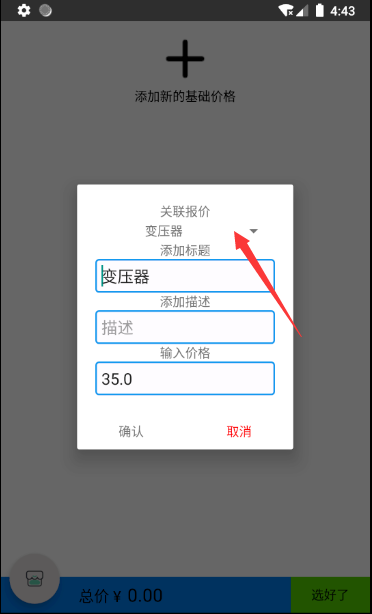 4:43
添加新的基础价格
关联报价
变压器
添加标题
变压器
添加描述
描述
输入价格
35.0
确认 取消
总价 ¥ 0.00 选好了